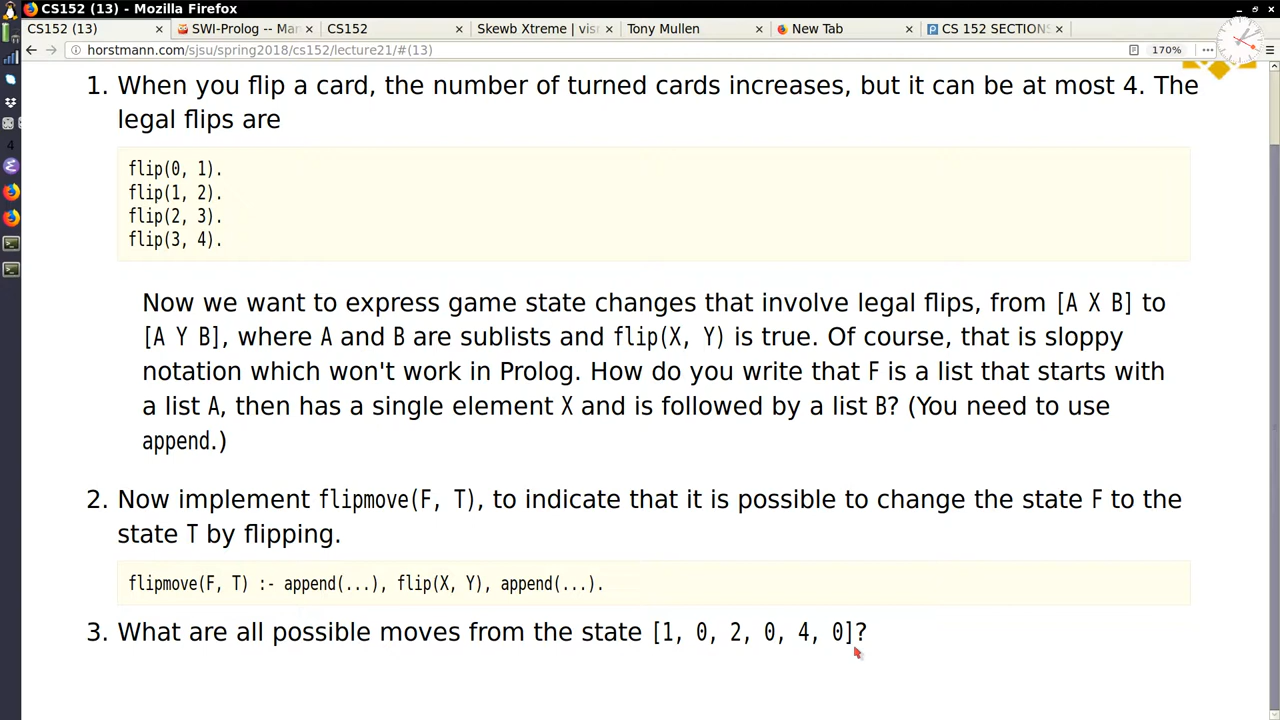 CS152 (13) - Mozilla Firefox
CS152 (13) × SWI-Prolog -- Man × CS152 × Skewb Xtreme | visr × Tony Mullen × New Tab × CS 152 SECTIONS ×
horstmann.com/sjsu/spring2018/cs152/lecture21/#(13) 170%
1. When you flip a card, the number of turned cards increases, but it can be at most 4. The
legal flips are
flip(0, 1).
flip(1, 2).
flip(2, 3).
flip(3, 4).
Now we want to express game state changes that involve legal flips, from [A X B] to
[A Y B], where A and B are sublists and flip(X, Y) is true. Of course, that is sloppy
notation which won't work in Prolog. How do you write that F is a list that starts with
a list A, then has a single element X and is followed by a list B? (You need to use
append.)
2. Now implement flipmove(F, T), to indicate that it is possible to change the state F to the
state T by flipping.
flipmove(F, T) :- append(...), flip(X, Y), append(...).
3. What are all possible moves from the state [1, 0, 2, 0, 4, 0]?
4